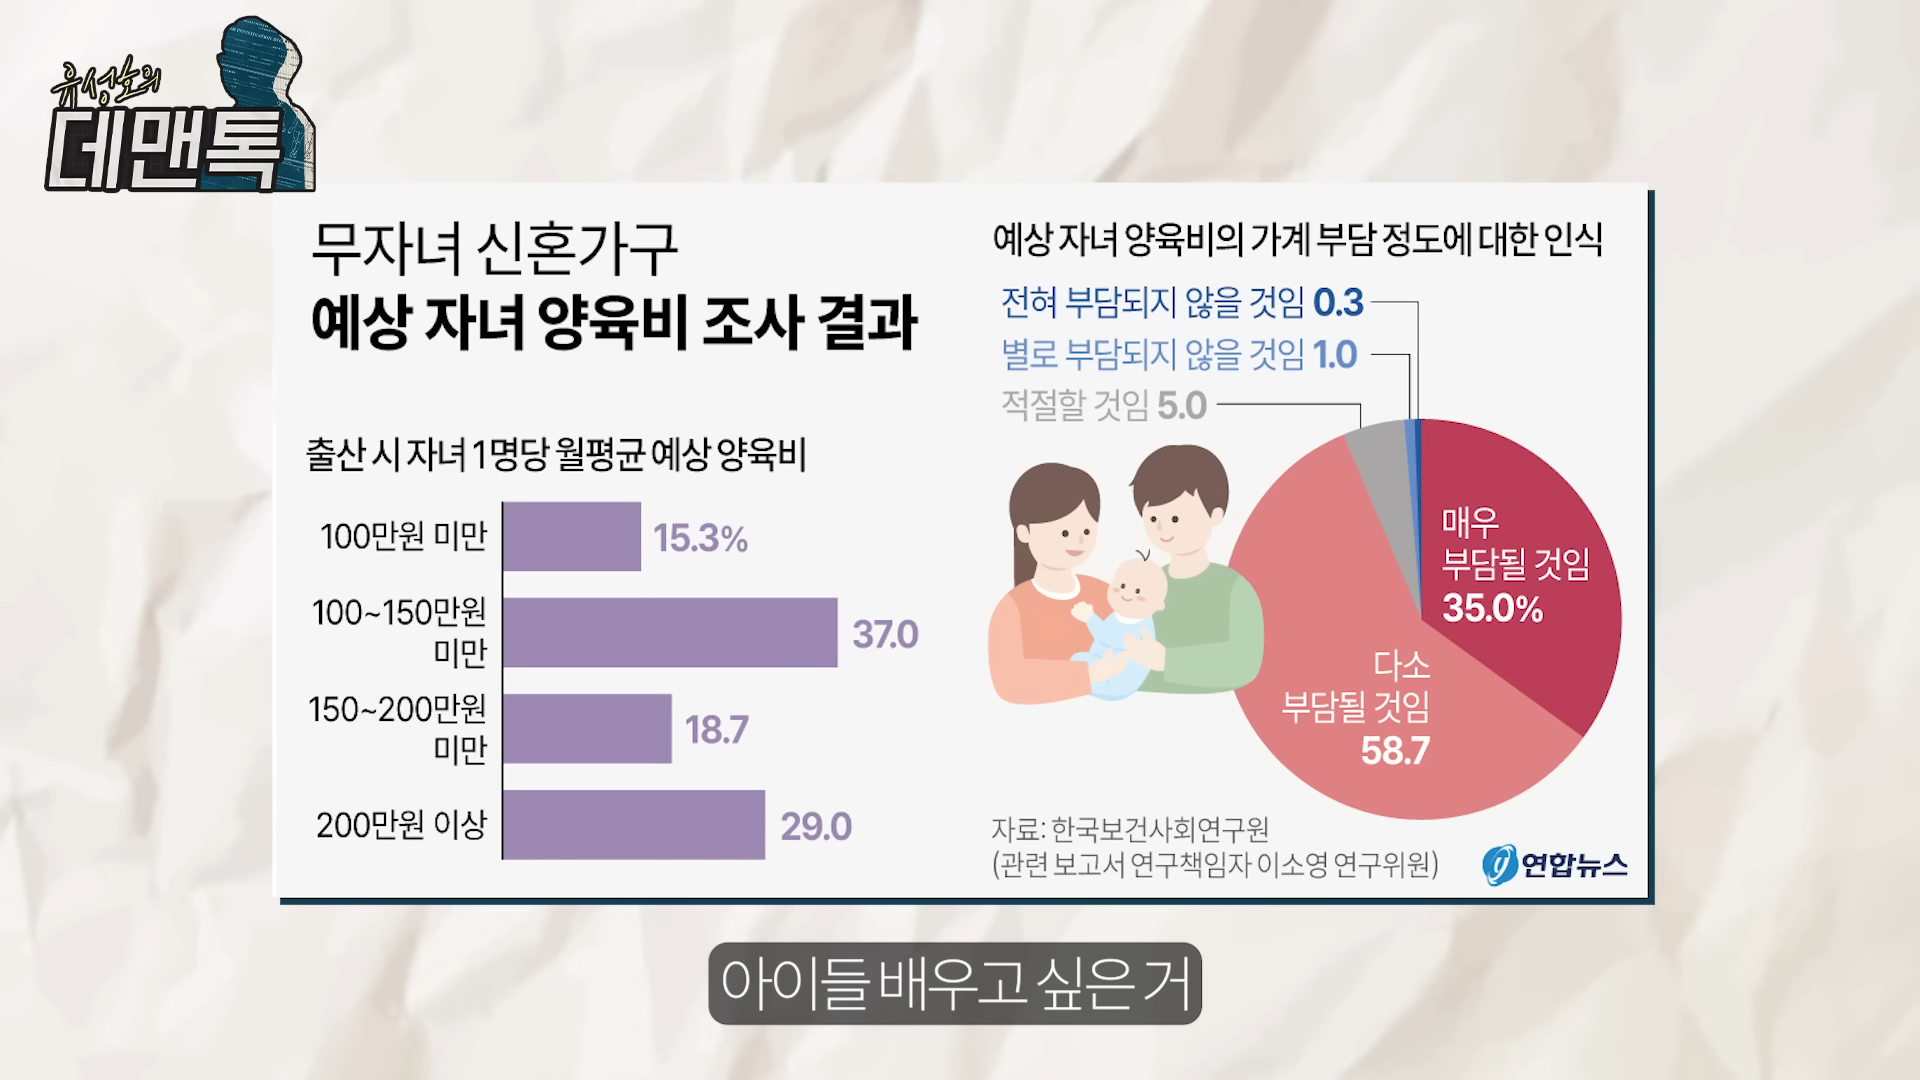 유성호의
데맨톡
무자녀 신혼가구
예상 자녀 양육비 조사 결과
출산 시 자녀 1명당 월평균 예상 양육비
100만원 미만
15.3%
100~150만원
미만
37.0
150~200만원
미만
18.7
200만원 이상
29.0
예상 자녀 양육비의 가계 부담 정도에 대한 인식
전혀 부담되지 않을 것임 0.3
별로 부담되지 않을 것임 1.0
적절할 것임 5.0
매우
부담될 것임
35.0%
다소
부담될 것임
58.7
자료: 한국보건사회연구원
(관련 보고서 연구책임자 이소영 연구위원)
연합뉴스
아이들 배우고 싶은 거